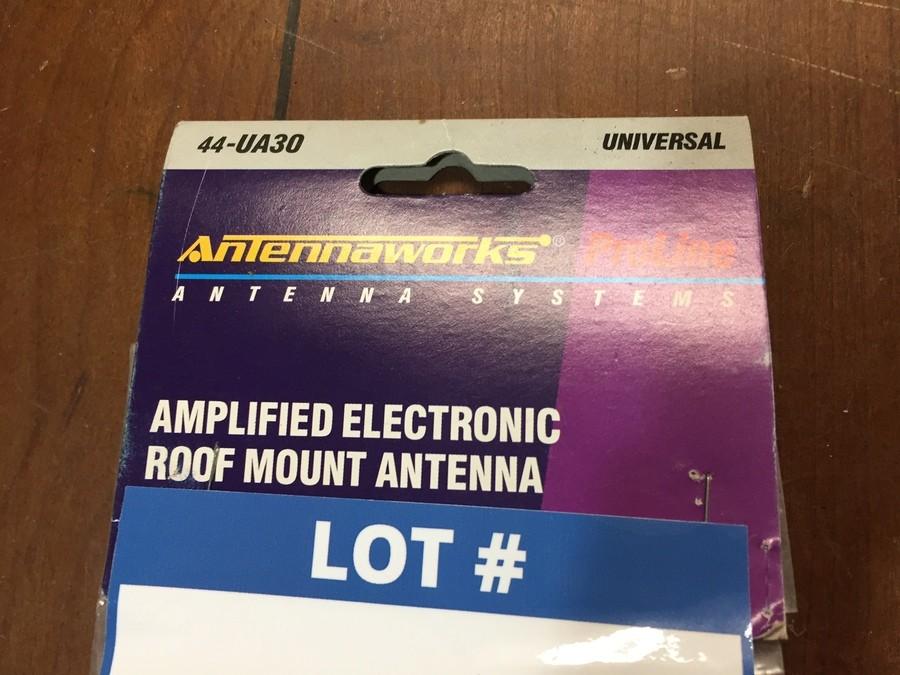 44-UA30 UNIVERSAL
Antennaworks® ProLine
ANTENNA SYSTEMS
AMPLIFIED ELECTRONIC
ROOF MOUNT ANTENNA
LOT #